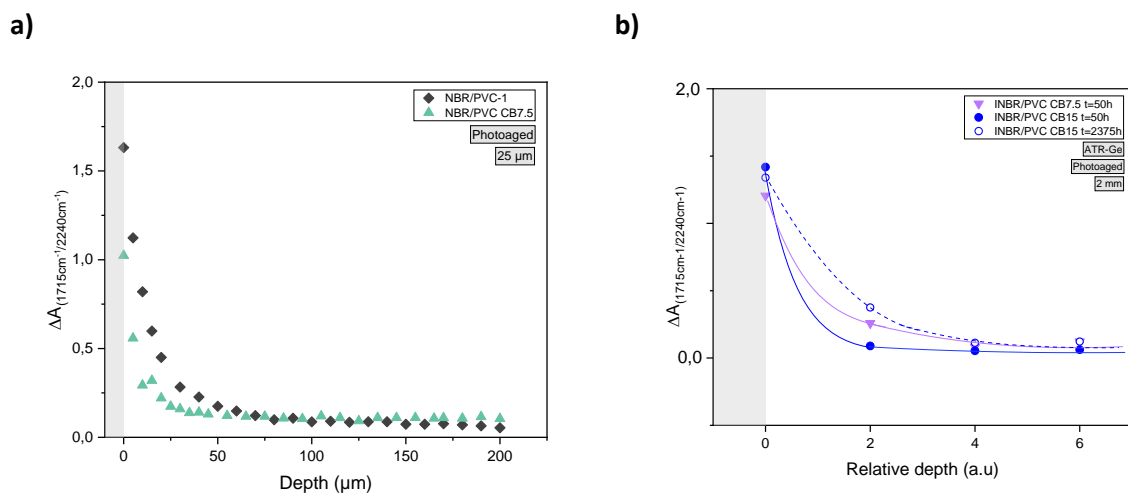 a)
b)
NBR/PVC-1
NBR/PVC CB7.5
Photoaged
25 µm
2,0
1,5
1,0
0,5
0,0
0
50
100
150
200
Depth (µm)
ΔA(1715cm⁻¹/2240cm⁻¹)
INBR/PVC CB7.5 t=50h
INBR/PVC CB15 t=50h
INBR/PVC CB15 t=2375h
ATR-Ge
Photoaged
2 mm
2,0
0,0
0
2
4
6
Relative depth (a.u)
ΔA(1715cm-1/2240cm-1)